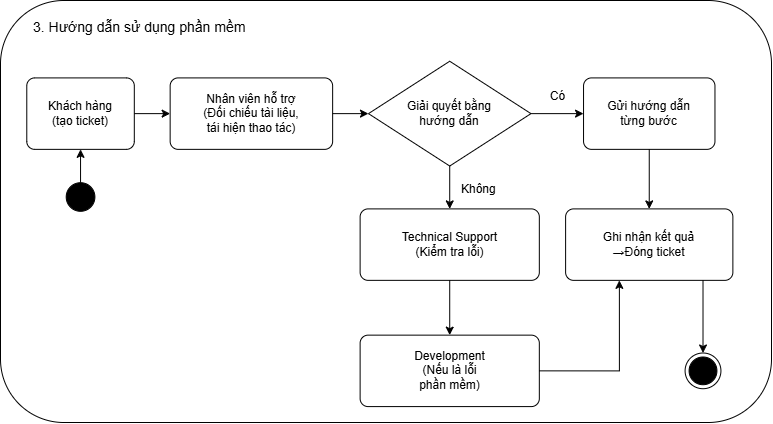 3. Hướng dẫn sử dụng phần mềm
Khách hàng
(tạo ticket)
Nhân viên hỗ trợ
(Đối chiếu tài liệu,
tái hiện thao tác)
Giải quyết bằng
hướng dẫn
Có
Gửi hướng dẫn
từng bước
Không
Technical Support
(Kiểm tra lỗi)
Ghi nhận kết quả
→Đóng ticket
Development
(Nếu là lỗi
phần mềm)